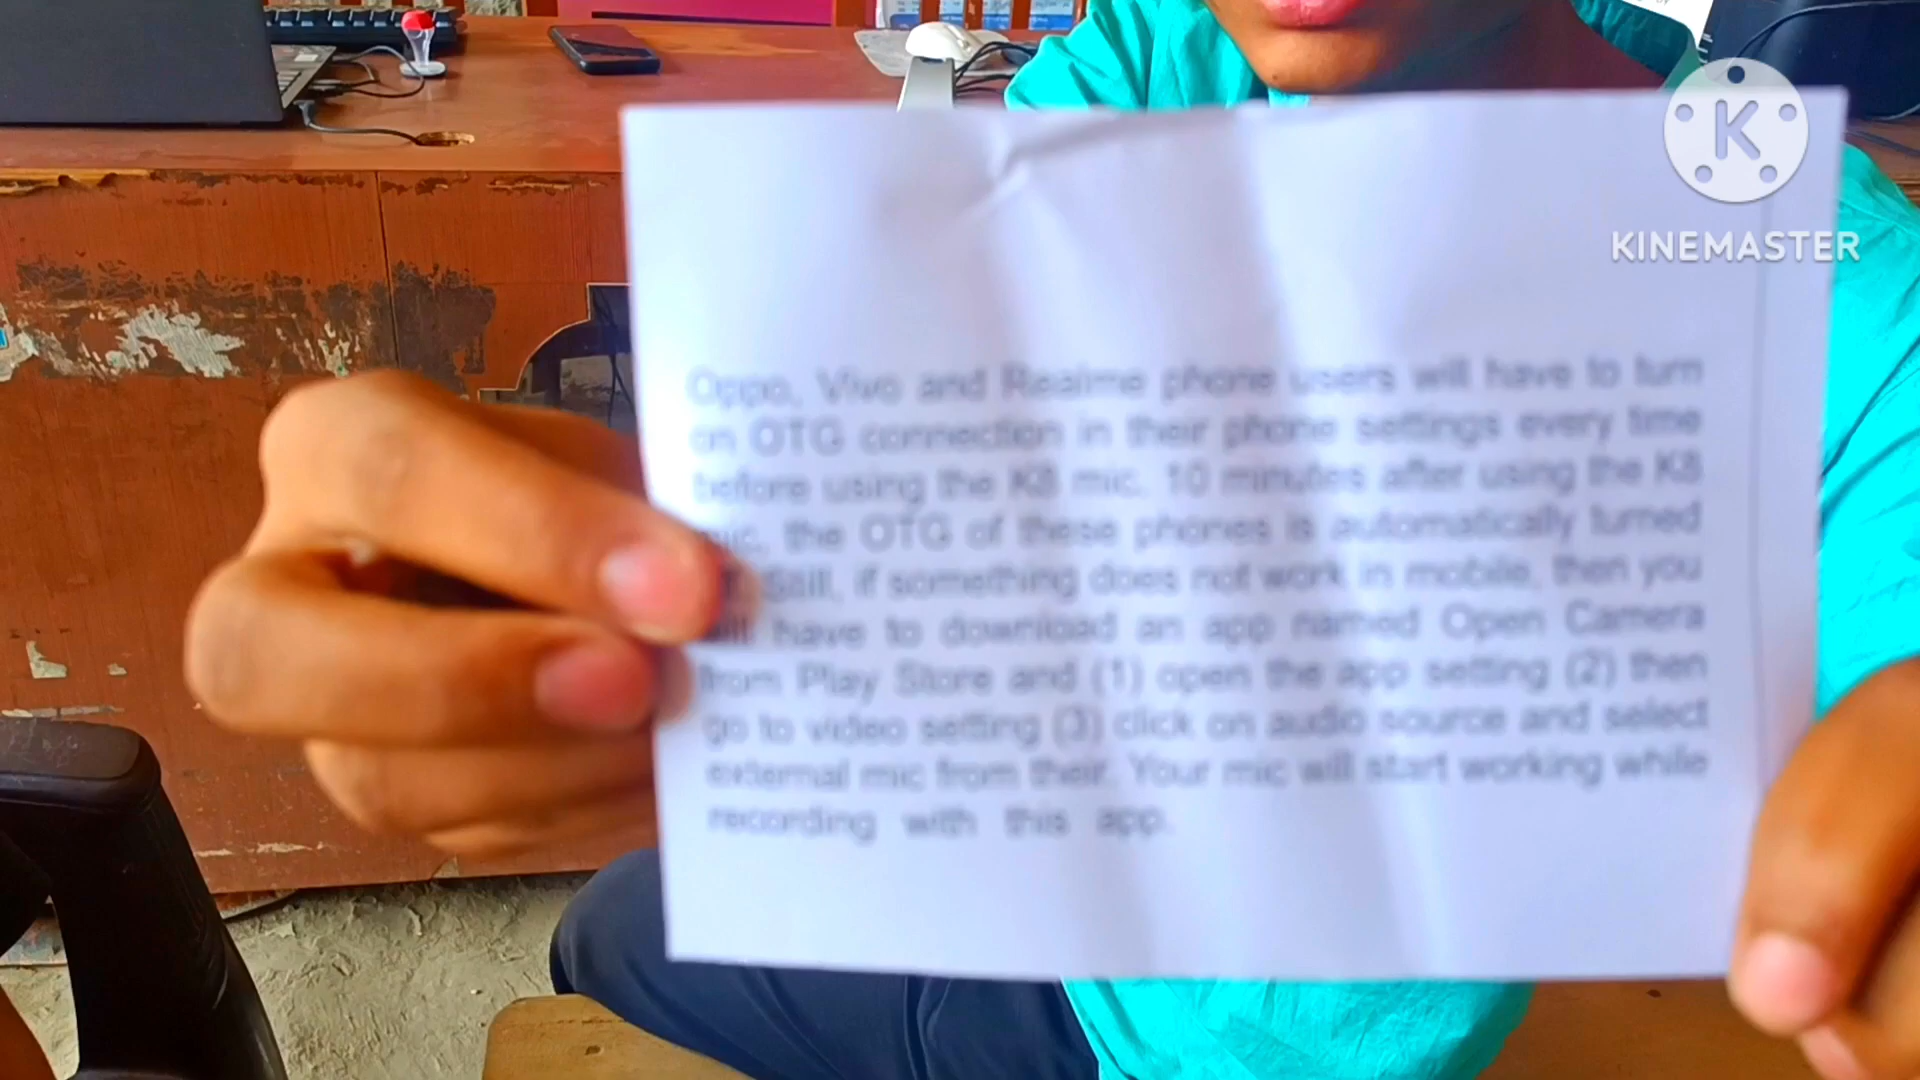 K
KINEMASTER
Oppo, Vivo and Realme phone users will have to turn
on OTG connection in their phone settings every time
before using the K8 mic. 10 minutes after using the K8
mic, the OTG of these phones is automatically turned
Still, if something does not work in mobile, then you
will have to download an app named Open Camera
from Play Store and (1) open the app setting (2) then
go to video setting (3) click on audio source and select
external mic from their. Your mic will start working while
recording with this app.